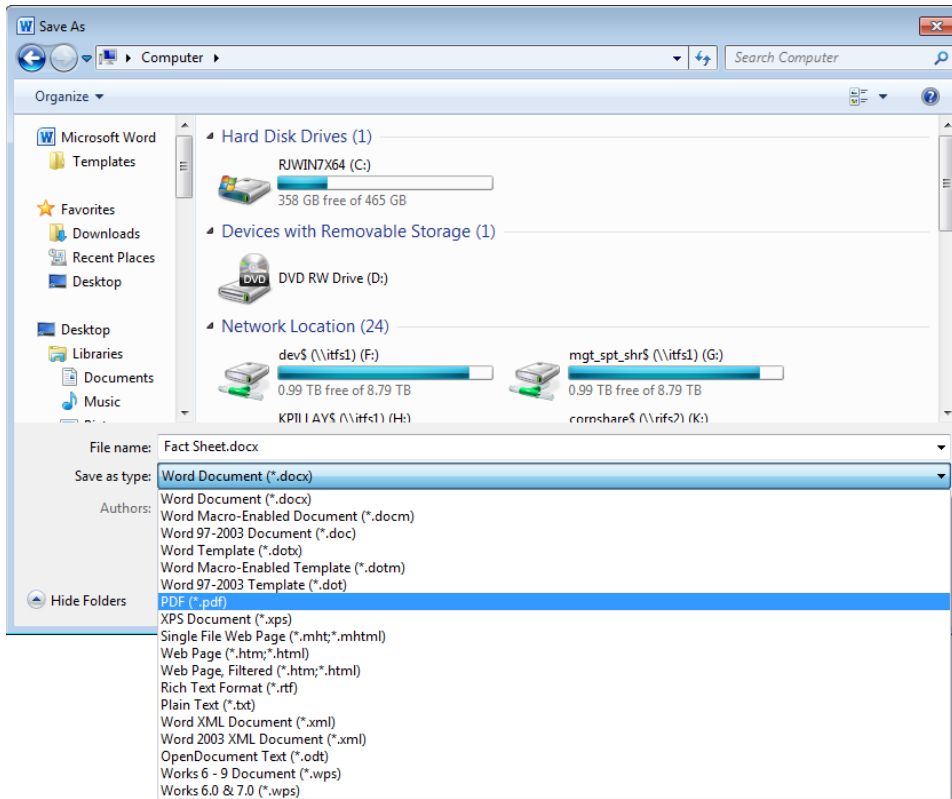 Save As
Computer
Search Computer
Organize
Microsoft Word
Templates
Favorites
Downloads
Recent Places
Desktop
Desktop
Libraries
Documents
Music
Hard Disk Drives (1)
RJWIN7X64 (C:)
358 GB free of 465 GB
Devices with Removable Storage (1)
DVD
DVD RW Drive (D:)
Network Location (24)
dev$ (\\itfs1) (F:)
0.99 TB free of 8.79 TB
mgt_spt_shr$ (\\itfs1) (G:)
0.99 TB free of 8.79 TB
KPILLAY$ (\\itfs1) (H:)
corpshare$ (\\rifs2) (K:)
File name: Fact Sheet.docx
Save as type: Word Document (*.docx)
Authors:
Word Document (*.docx)
Word Macro-Enabled Document (*.docm)
Word 97-2003 Document (*.doc)
Word Template (*.dotx)
Word Macro-Enabled Template (*.dotm)
Word 97-2003 Template (*.dot)
PDF (*.pdf)
XPS Document (*.xps)
Single File Web Page (*.mht;*.mhtml)
Web Page (*.htm;*.html)
Web Page, Filtered (*.htm;*.html)
Rich Text Format (*.rtf)
Plain Text (*.txt)
Word XML Document (*.xml)
Word 2003 XML Document (*.xml)
OpenDocument Text (*.odt)
Works 6 - 9 Document (*.wps)
Works 6.0 & 7.0 (*.wps)
Hide Folders